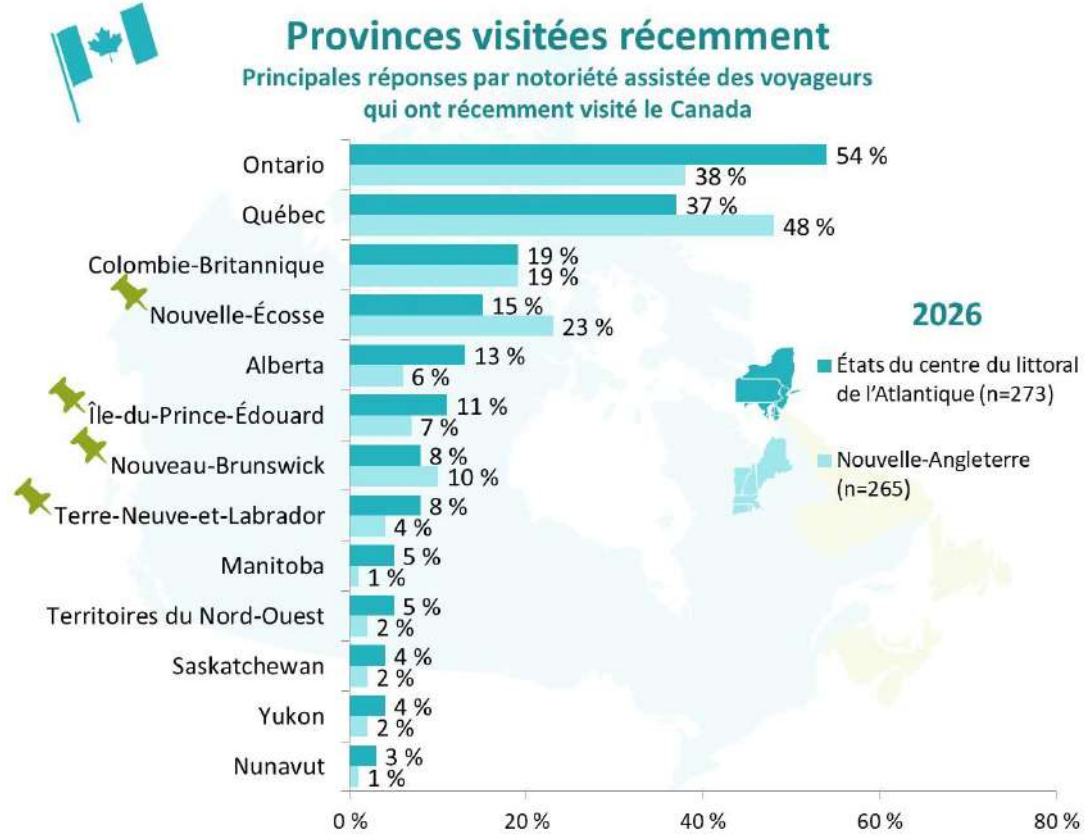 Provinces visitées récemment
Principales réponses par notoriété assistée des voyageurs
qui ont récemment visité le Canada
Ontario
54 %
38 %
Québec
37 %
48 %
Colombie-Britannique
19 %
19 %
Nouvelle-Écosse
15 %
23 %
Alberta
13 %
6 %
Île-du-Prince-Édouard
11 %
7 %
Nouveau-Brunswick
8 %
10 %
Terre-Neuve-et-Labrador
8 %
4 %
Manitoba
5 %
1 %
Territoires du Nord-Ouest
5 %
2 %
Saskatchewan
4 %
2 %
Yukon
4 %
2 %
Nunavut
3 %
1 %
0 %
20 %
40 %
60 %
80 %
2026
États du centre du littoral
de l’Atlantique (n=273)
Nouvelle-Angleterre
(n=265)